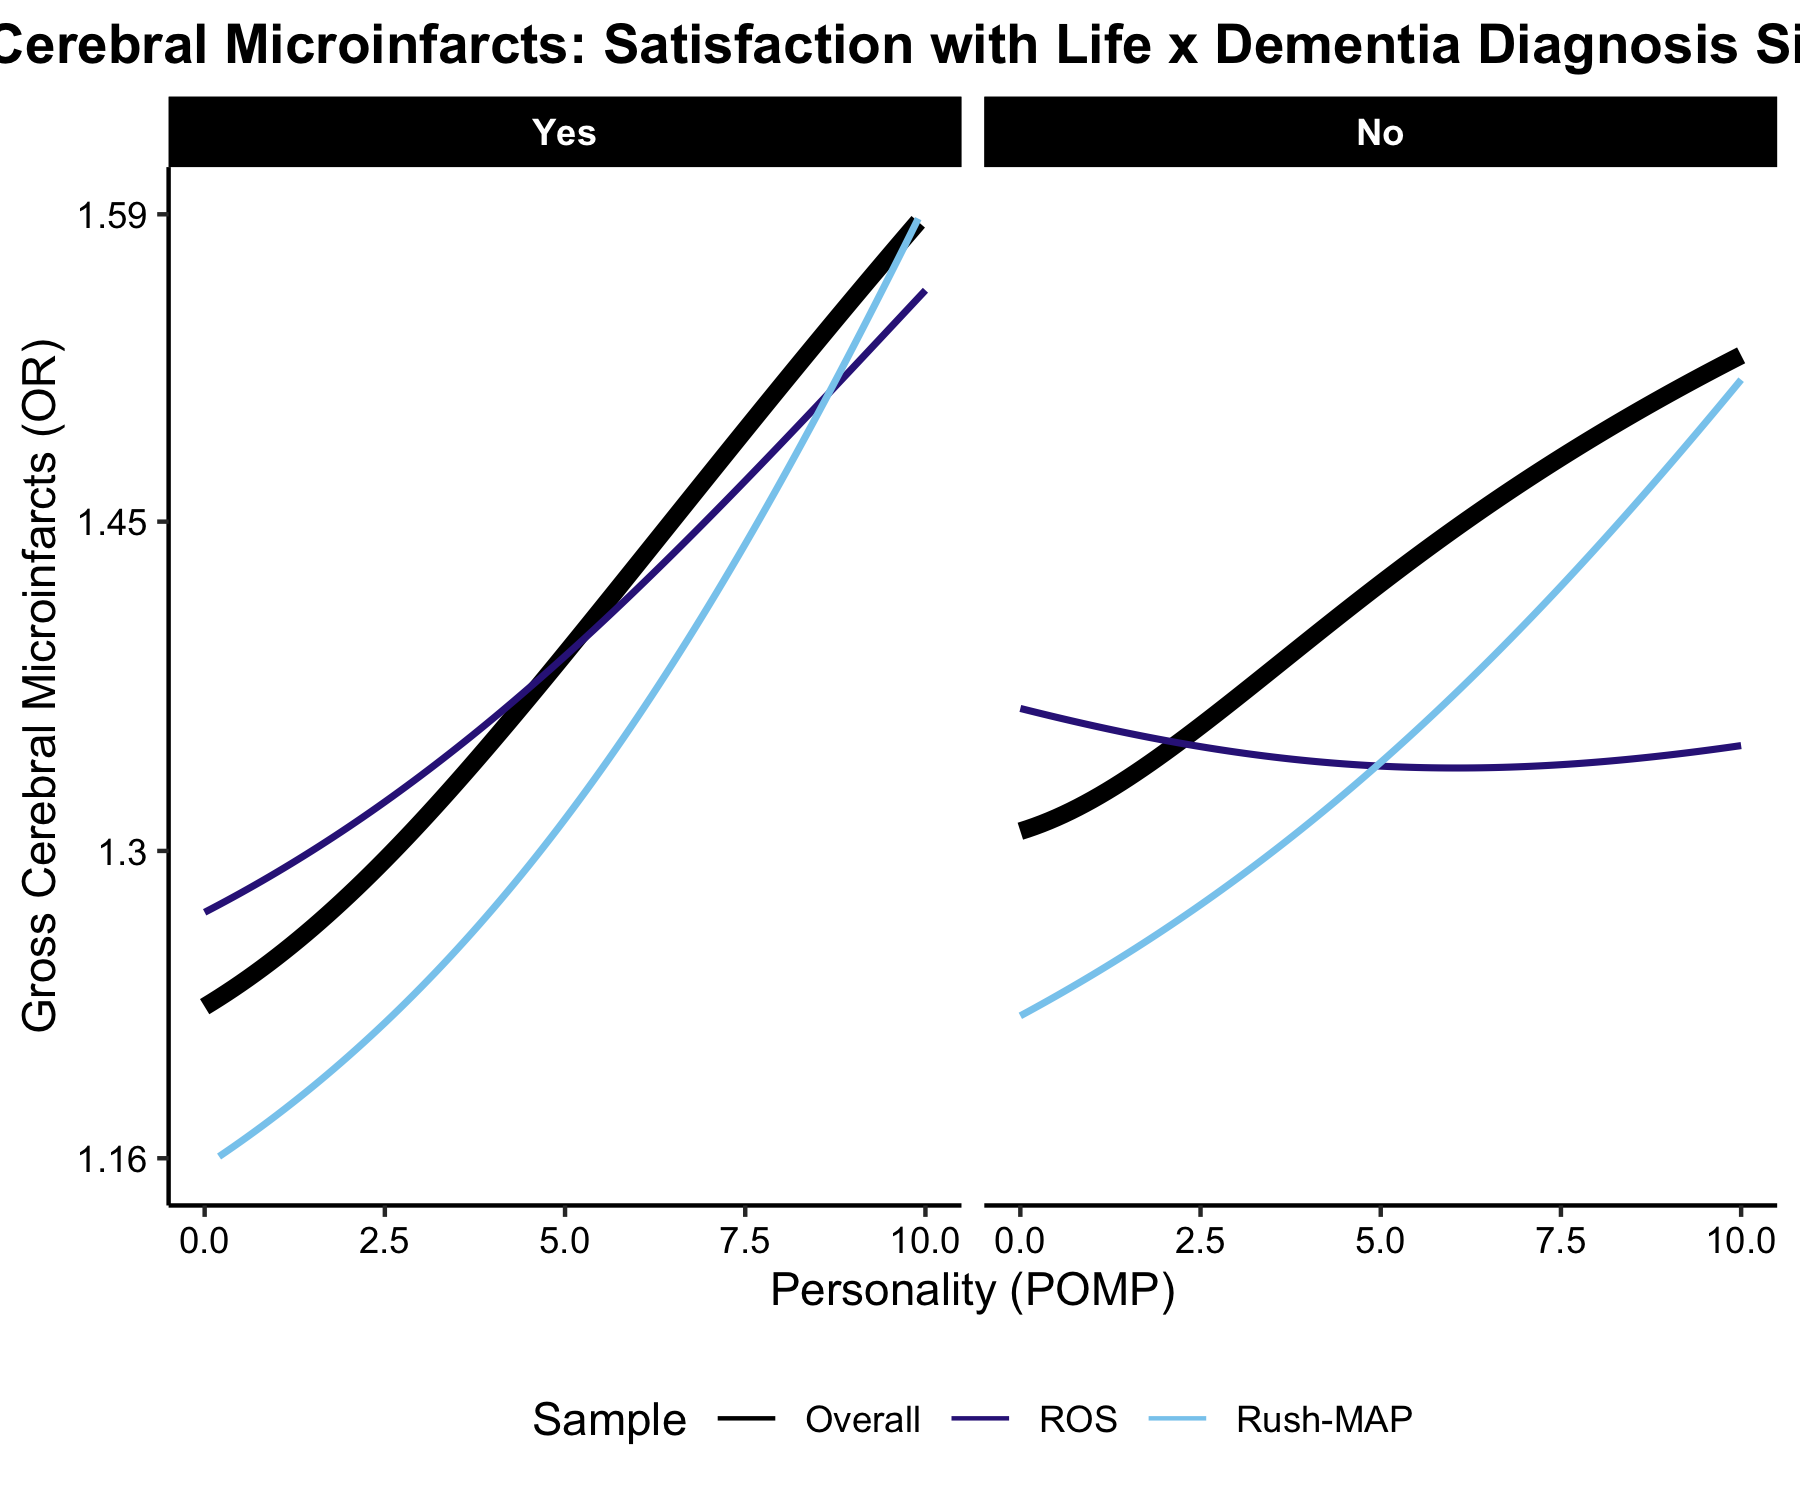 Cerebral Microinfarcts: Satisfaction with Life x Dementia Diagnosis
Yes No
1.59
1.45
1.3
1.16
Gross Cerebral Microinfarcts (OR)
0.0 2.5 5.0 7.5 10.0 0.0 2.5 5.0 7.5 10.0
Personality (POMP)
Sample Overall ROS Rush-MAP